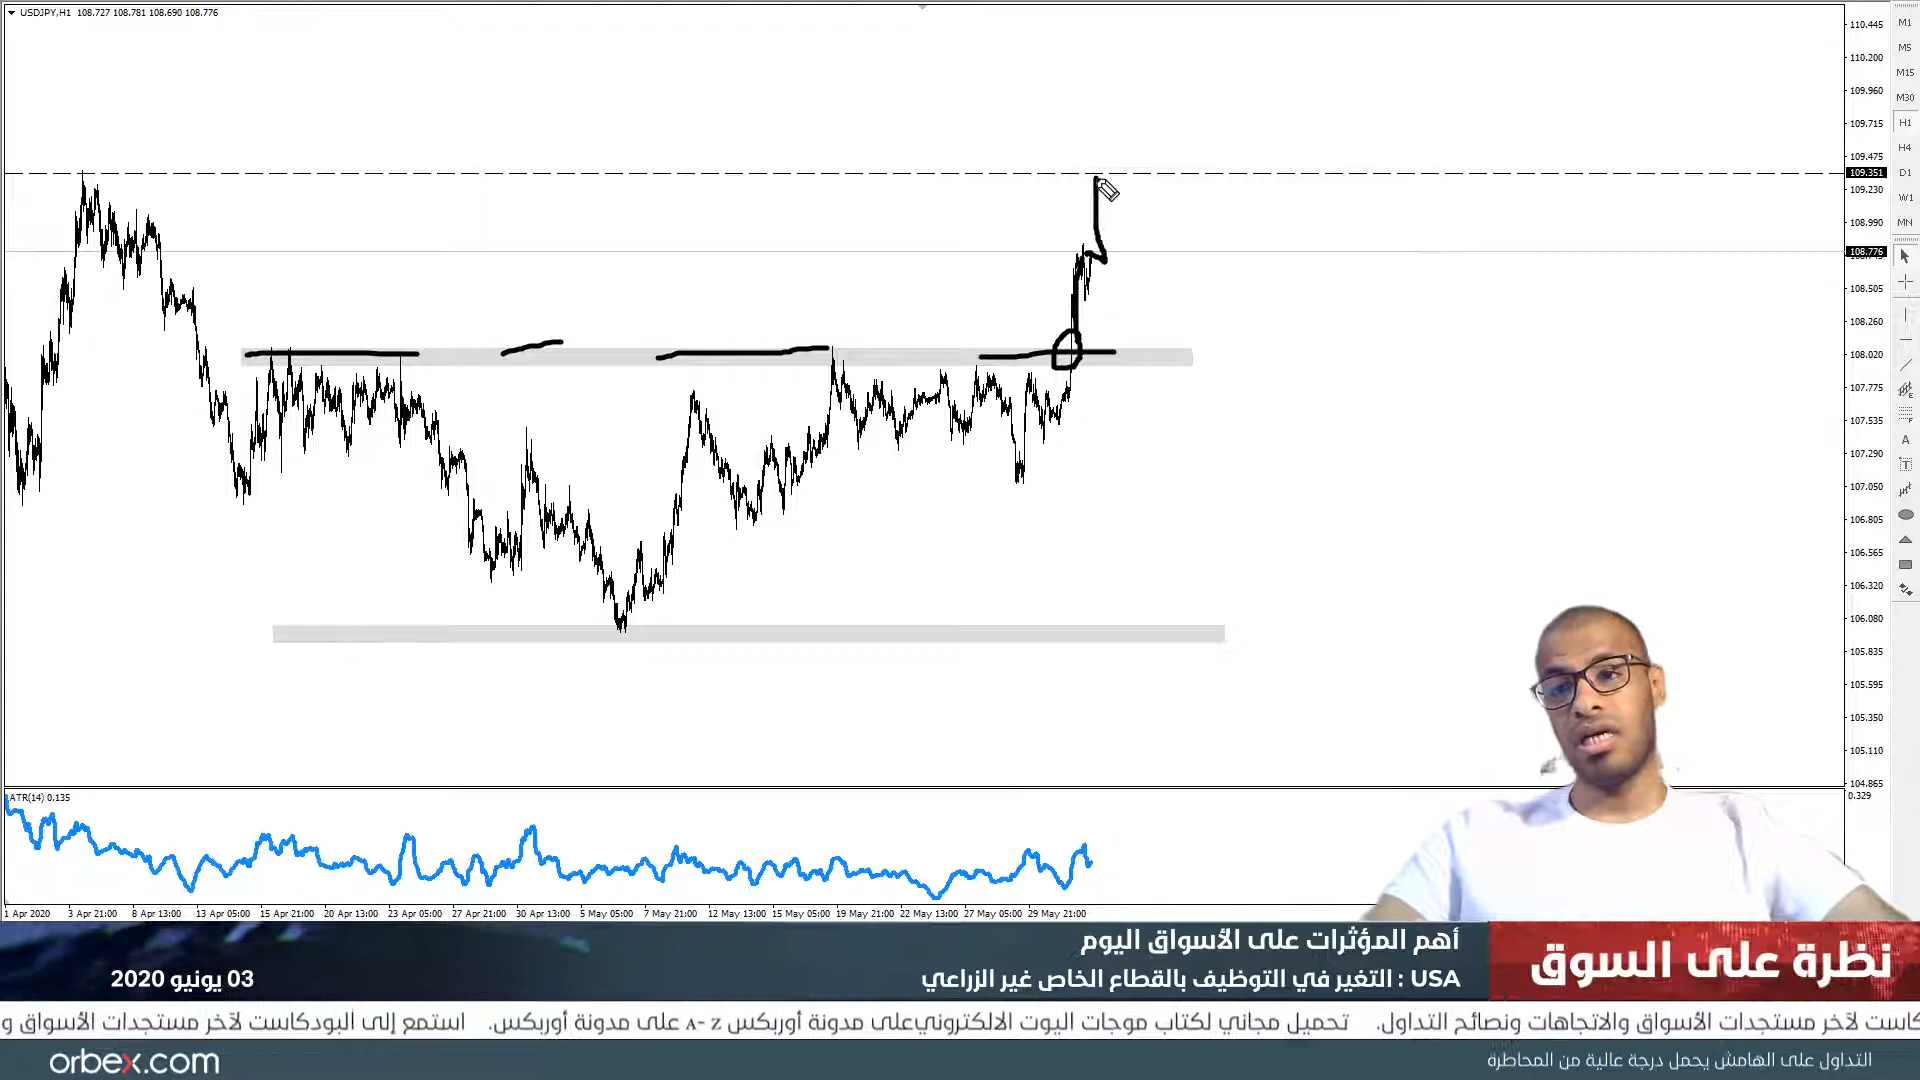 USDJPY,H1 108.727 108.781 108.690 108.776
110.445
110.200
109.960
109.715
109.475
109.351
109.230
108.990
108.776
108.505
108.260
108.020
107.775
107.535
107.290
107.050
106.805
106.565
106.320
106.080
105.835
105.595
105.350
105.110
104.865
M1
M5
M15
M30
H1
H4
D1
W1
MN
ATR(14) 0.135
0.329
1 Apr 2020 3 Apr 21:00 8 Apr 13:00 13 Apr 05:00 15 Apr 21:00 20 Apr 13:00 23 Apr 05:00 27 Apr 21:00 30 Apr 13:00 5 May 05:00 7 May 21:00 12 May 13:00 15 May 05:00 19 May 21:00 22 May 13:00 27 May 05:00 29 May 21:00
نظرة على السوق
أهم المؤثرات على الأسواق اليوم
USA : التغير في التوظيف بالقطاع الخاص غير الزراعي
03 يونيو 2020
لآخر مستجدات الأسواق والاتجاهات ونصائح التداول. تحميل مجاني لكتاب موجات اليوت الالكتروني على مدونة أوربكس A- Z على مدونة أوربكس. استمع إلى البودكاست لآخر مستجدات الأسواق و
التداول على الهامش يحمل درجة عالية من المخاطرة
orbex.com